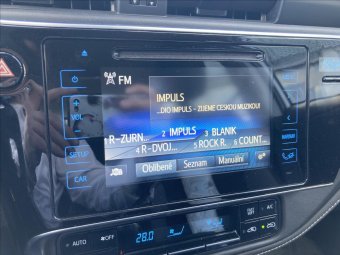 FM
IMPULS
...DIO IMPULS - ZIJEME CESKOU MUZIKOU!
1 R-ZURN... 2 IMPULS 3 BLANIK
4 R-DVOJ... 5 ROCK R. 6 COUNT...
Oblíbené Seznam Manuální
VOL
SETUP
CAR
AUTO OFF 28.0 A/C